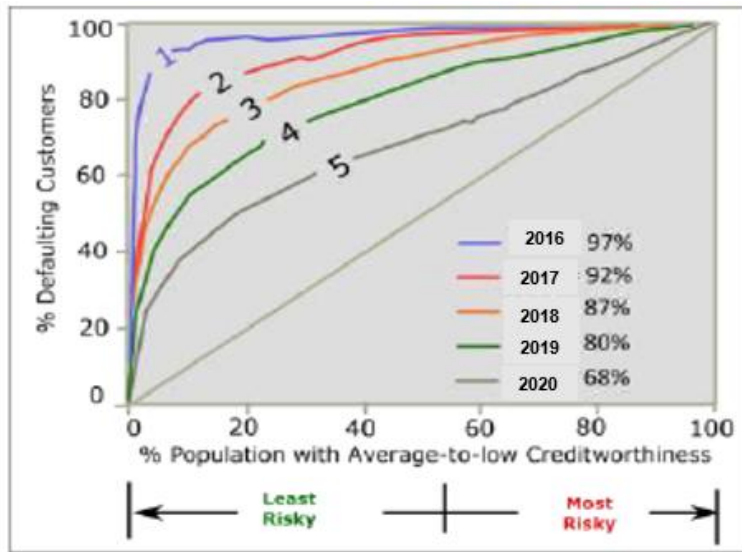 100
80
60
40
20
0
% Defaulting Customers
1
2
3
4
5
2016 97%
2017 92%
2018 87%
2019 80%
2020 68%
0 20 40 60 80 100
% Population with Average-to-low Creditworthiness
Least
Risky
Most
Risky